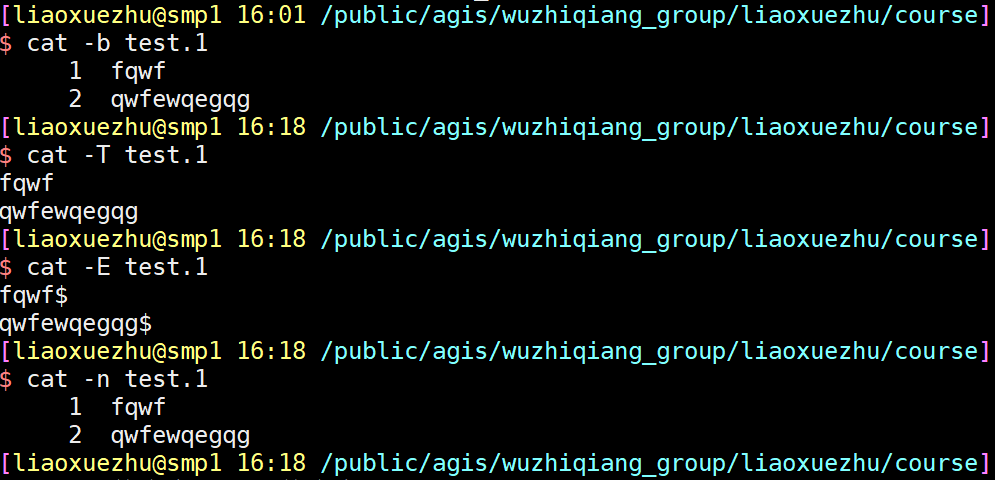 [liaoxuezhu@smp1 16:01 /public/agis/wuzhiqiang_group/liaoxuezhu/course]
$ cat -b test.1
     1  fqwf
     2  qwfewqegqg
[liaoxuezhu@smp1 16:18 /public/agis/wuzhiqiang_group/liaoxuezhu/course]
$ cat -T test.1
fqwf
qwfewqegqg
[liaoxuezhu@smp1 16:18 /public/agis/wuzhiqiang_group/liaoxuezhu/course]
$ cat -E test.1
fqwf$
qwfewqegqg$
[liaoxuezhu@smp1 16:18 /public/agis/wuzhiqiang_group/liaoxuezhu/course]
$ cat -n test.1
     1  fqwf
     2  qwfewqegqg
[liaoxuezhu@smp1 16:18 /public/agis/wuzhiqiang_group/liaoxuezhu/course]